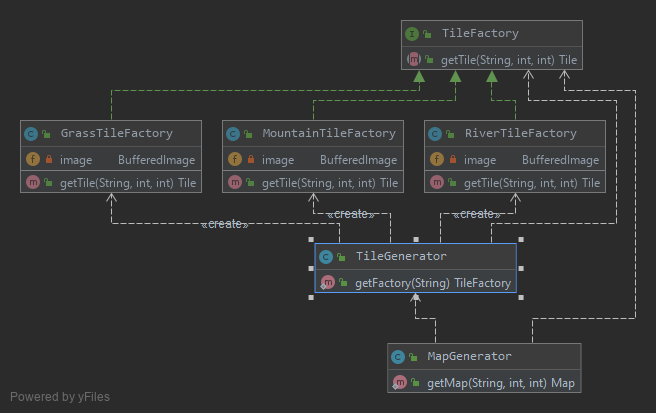 I TileFactory
m getTile(String, int, int) Tile
C GrassTileFactory
f image BufferedImage
m getTile(String, int, int) Tile
C MountainTileFactory
f image BufferedImage
m getTile(String, int, int) Tile
C RiverTileFactory
f image BufferedImage
m getTile(String, int, int) Tile
«create»
«create»
«create»
C TileGenerator
m getFactory(String) TileFactory
C MapGenerator
m getMap(String, int, int) Map
Powered by yFiles